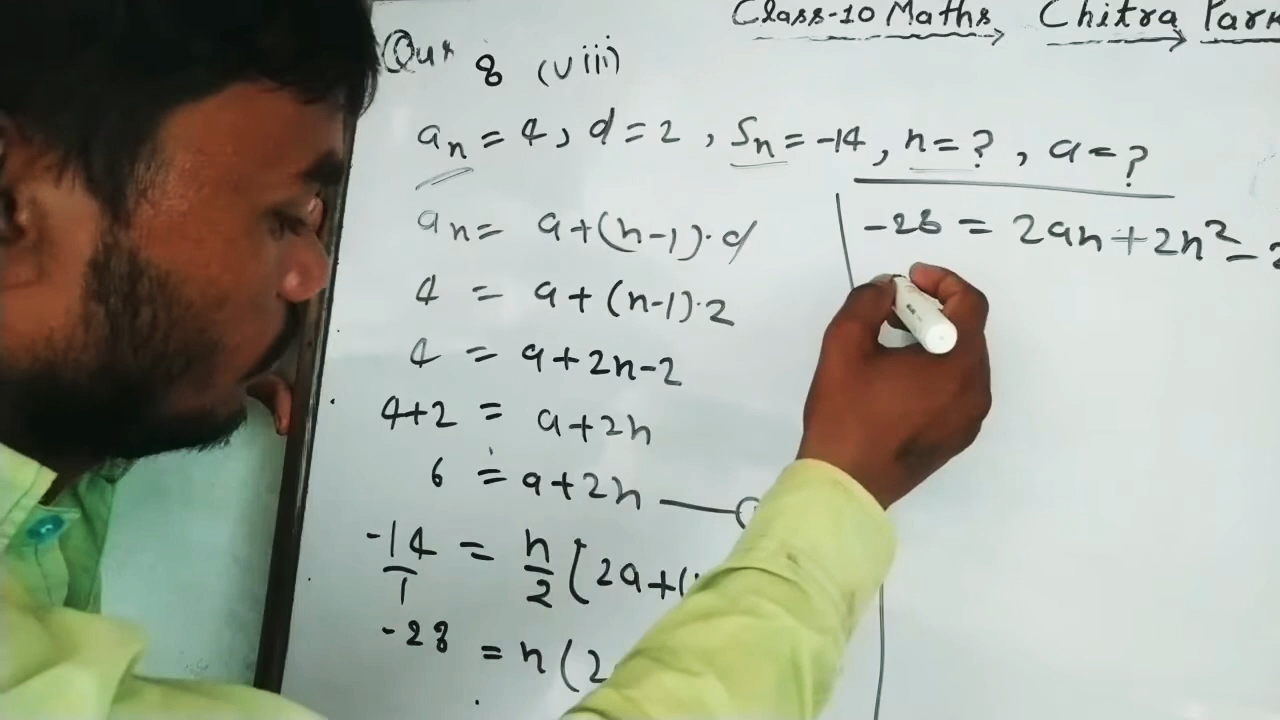 Class-10 Maths Chitra Park
Que 8 (viii)
an = 4, d = 2, Sn = -14, n = ?, a = ?
an = a + (n-1)·d
4 = a + (n-1)·2
4 = a + 2n - 2
4+2 = a + 2n
6 = a + 2n
-14/1 = n/2 [2a + (
-28 = n (2
-28 = 2an + 2n² - 2